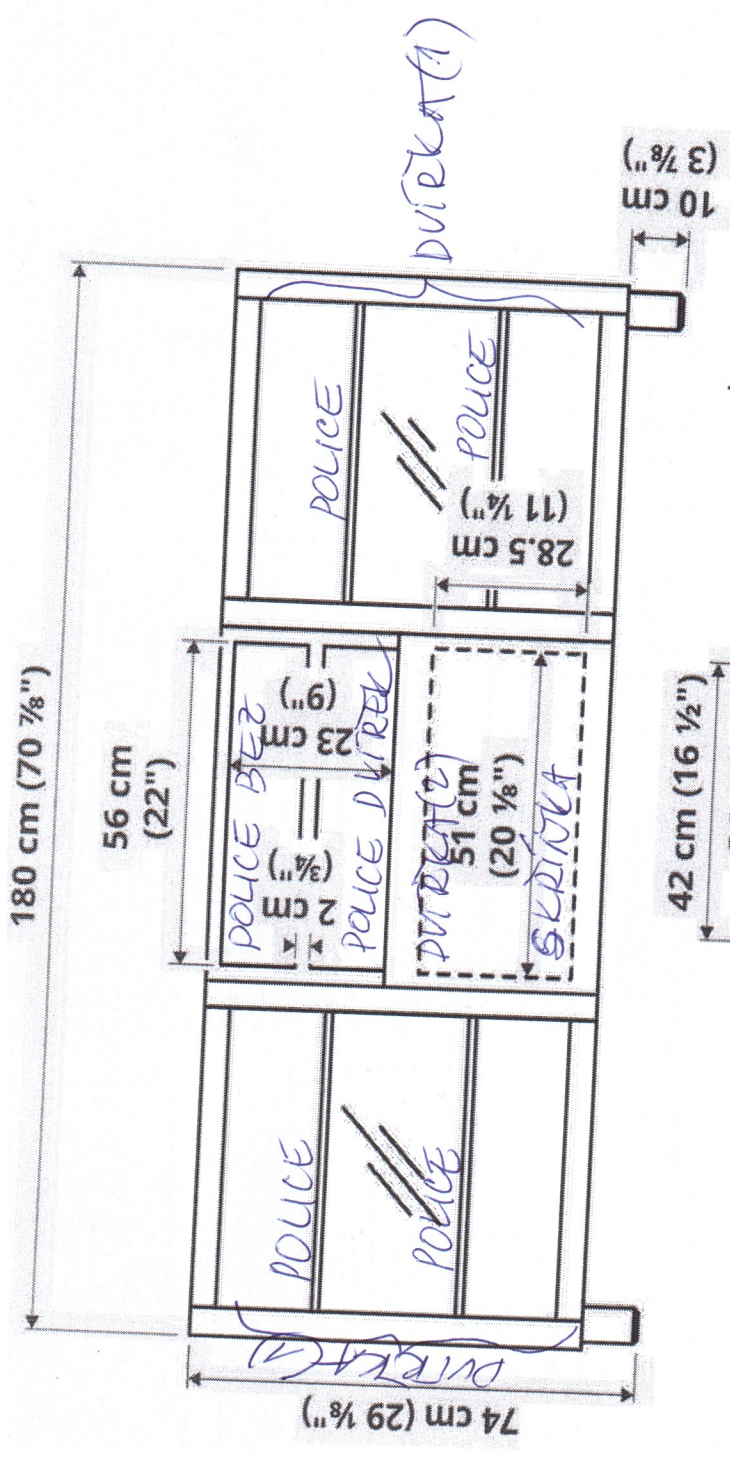 180 cm (70 ⅞")
56 cm
(22")
POLICE BEZ
23 cm
(9")
2 cm
(¾")
POLICE DVÍREK
DVÍŘKA(2)
51 cm
(20 ⅛")
SKŘÍŇKA
POLICE
POLICE
DVÍŘKA(1)
74 cm (29 ⅛")
POLICE
POLICE
28.5 cm
(11 ¼")
DVÍŘKA(1)
10 cm
(3 ⅞")
42 cm (16 ½")